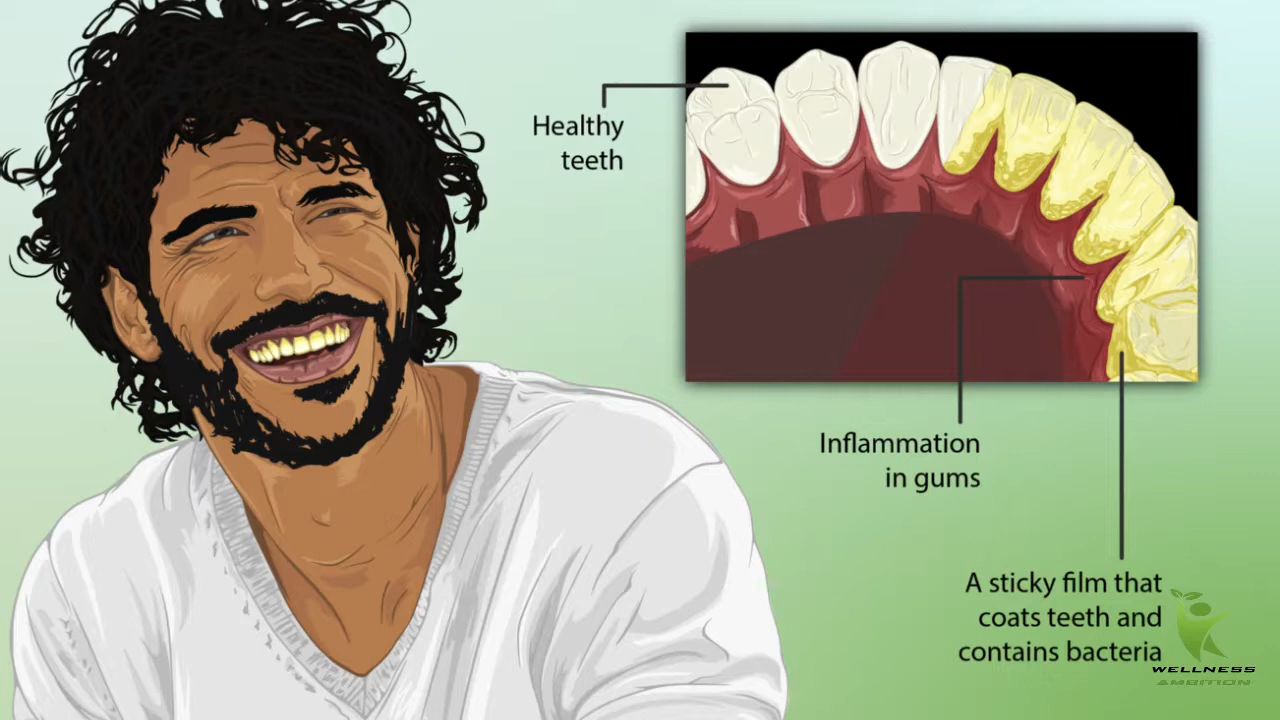 Healthy
teeth
Inflammation
in gums
A sticky film that
coats teeth and
contains bacteria
WELLNESS
AMBITION